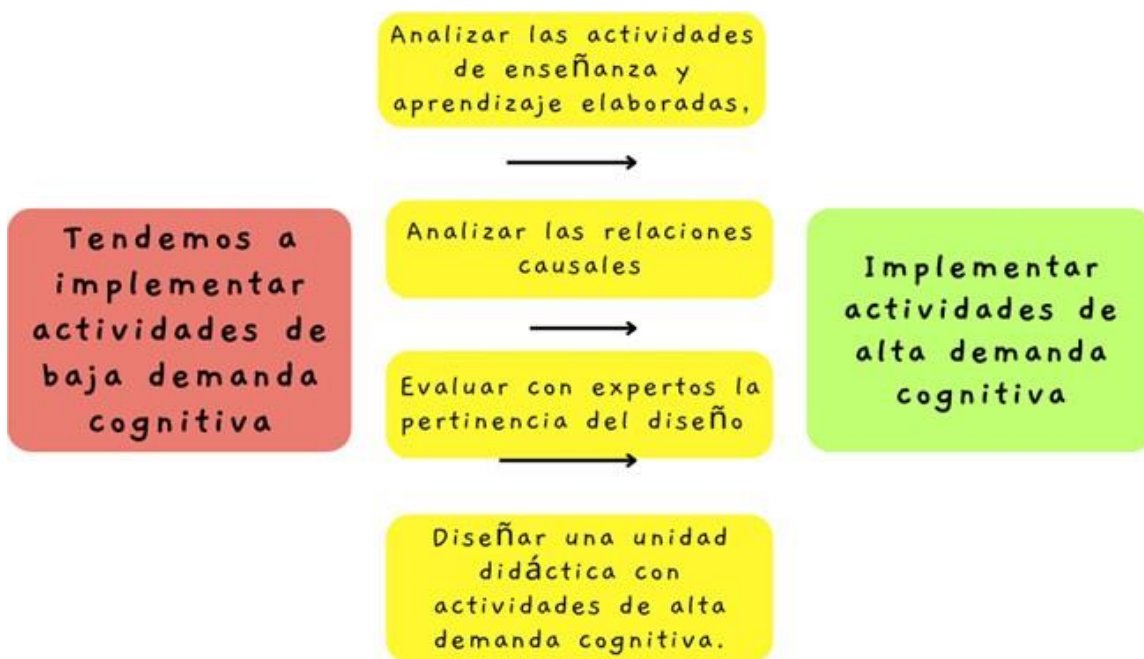 Analizar las actividades
de enseñanza y
aprendizaje elaboradas,
Tendemos a
implementar
actividades de
baja demanda
cognitiva
Analizar las relaciones
causales
Evaluar con expertos la
pertinencia del diseño
Diseñar una unidad
didáctica con
actividades de alta
demanda cognitiva.
Implementar
actividades de
alta demanda
cognitiva